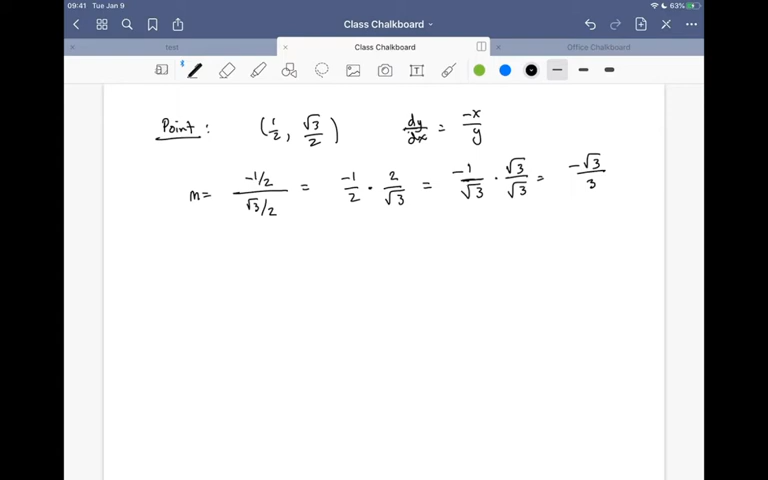 09:41 Tue Jan 9 63%
Class Chalkboard
test Class Chalkboard Office Chalkboard
T
Point: (1/2, √3/2) dy/dx = -x/y
m = (-1/2)/(√3/2) = -1/2 · 2/√3 = -1/√3 · √3/√3 = -√3/3